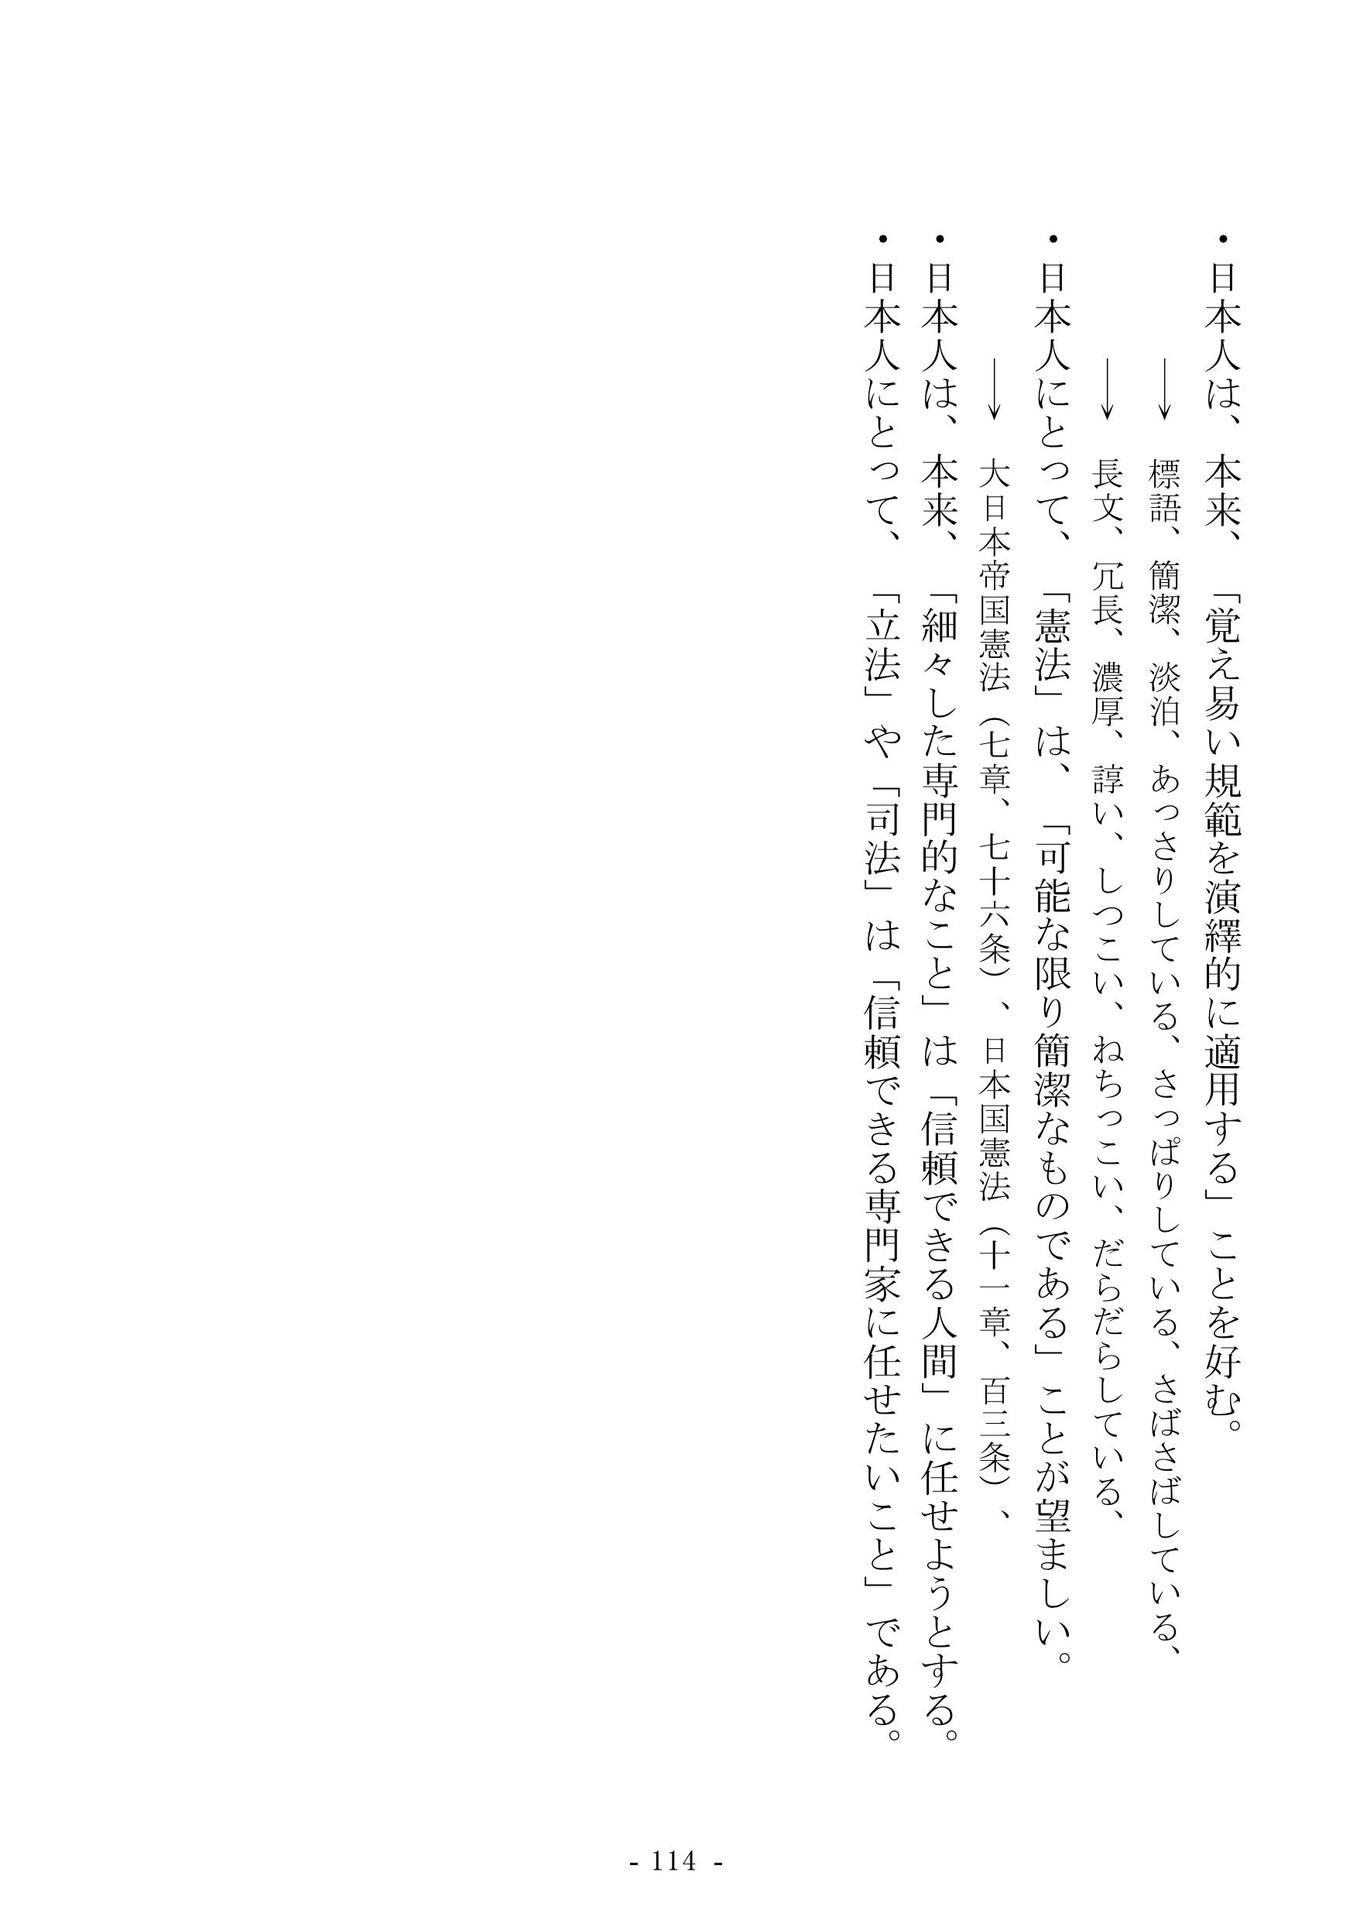 ・日本人は、本来、「覚え易い規範を演繹的に適用する」ことを好む。
→ 標語、簡潔、淡泊、あっさりしている、さっぱりしている、さばさばしている、
→ 長文、冗長、濃厚、諄い、しつこい、ねちっこい、だらだらしている、
・日本人にとって、「憲法」は、「可能な限り簡潔なものである」ことが望ましい。
→ 大日本帝国憲法（七章、七十六条）、日本国憲法（十一章、百三条）、
・日本人は、本来、「細々した専門的なこと」は「信頼できる人間」に任せようとする。
・日本人にとって、「立法」や「司法」は「信頼できる専門家に任せたいこと」である。
- 114 -